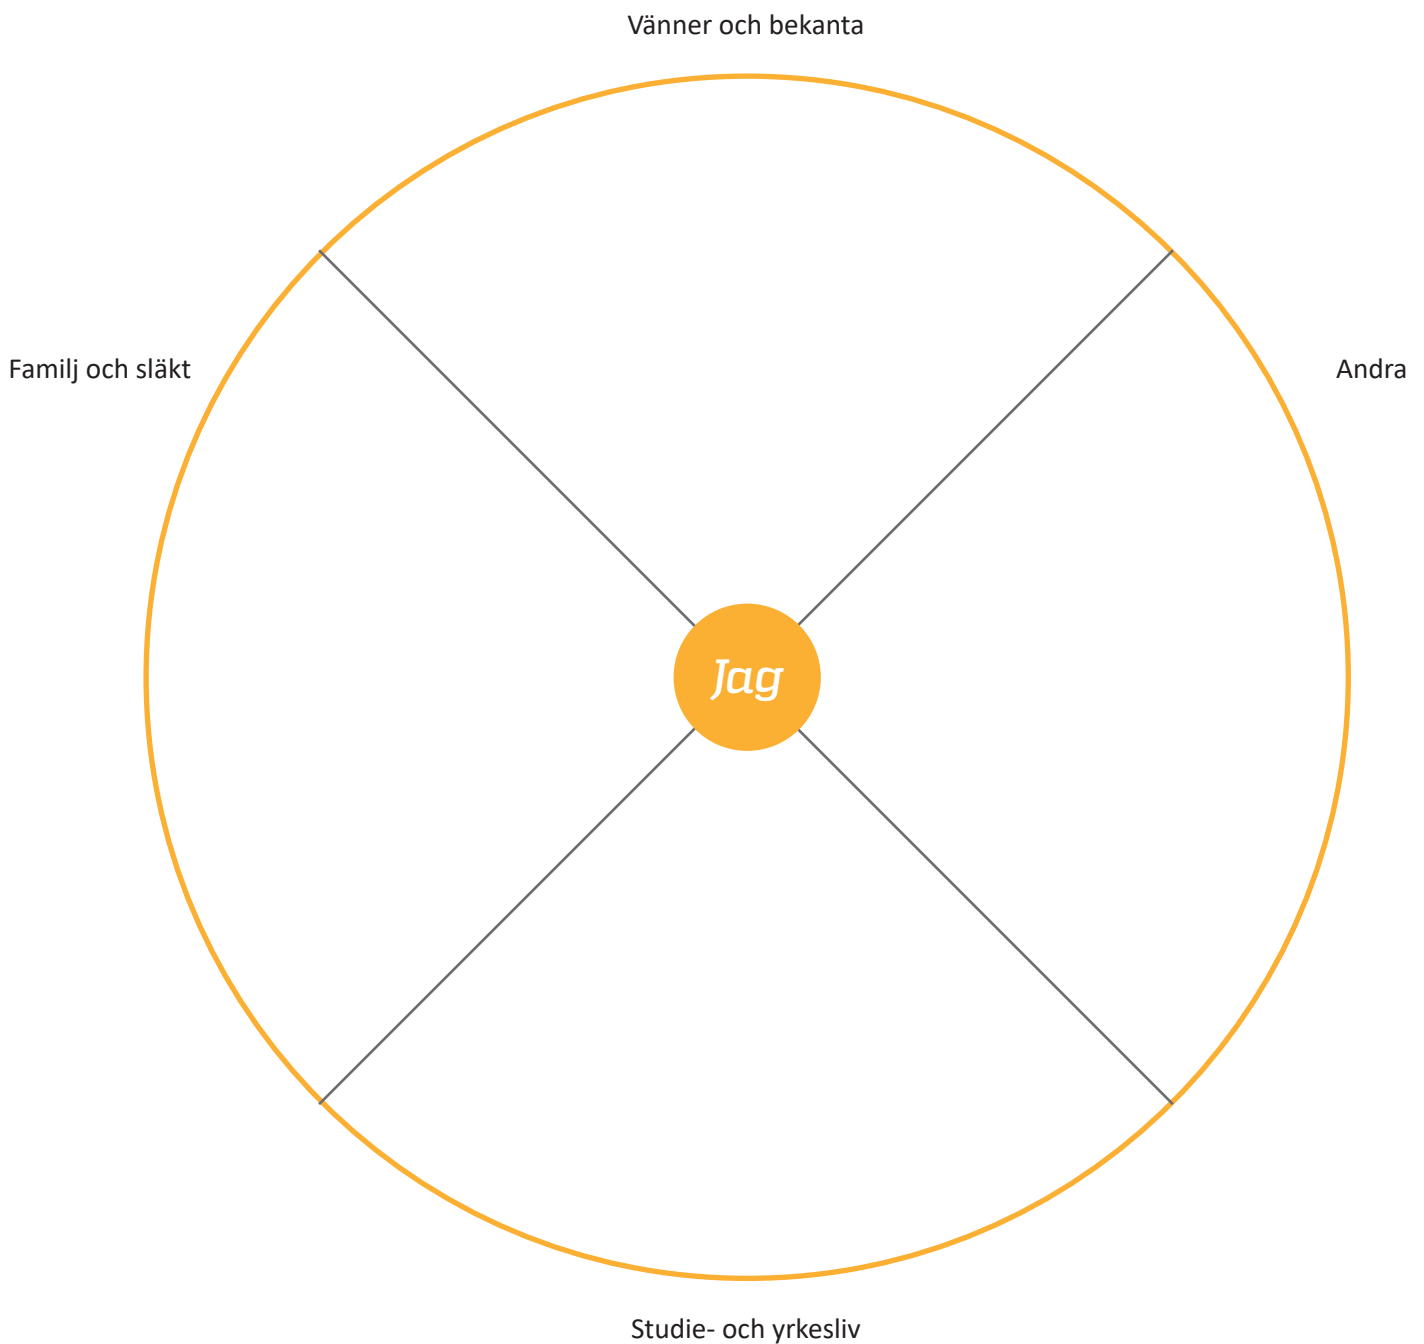 Vänner och bekanta
Familj och släkt
Andra
Jag
Studie- och yrkesliv